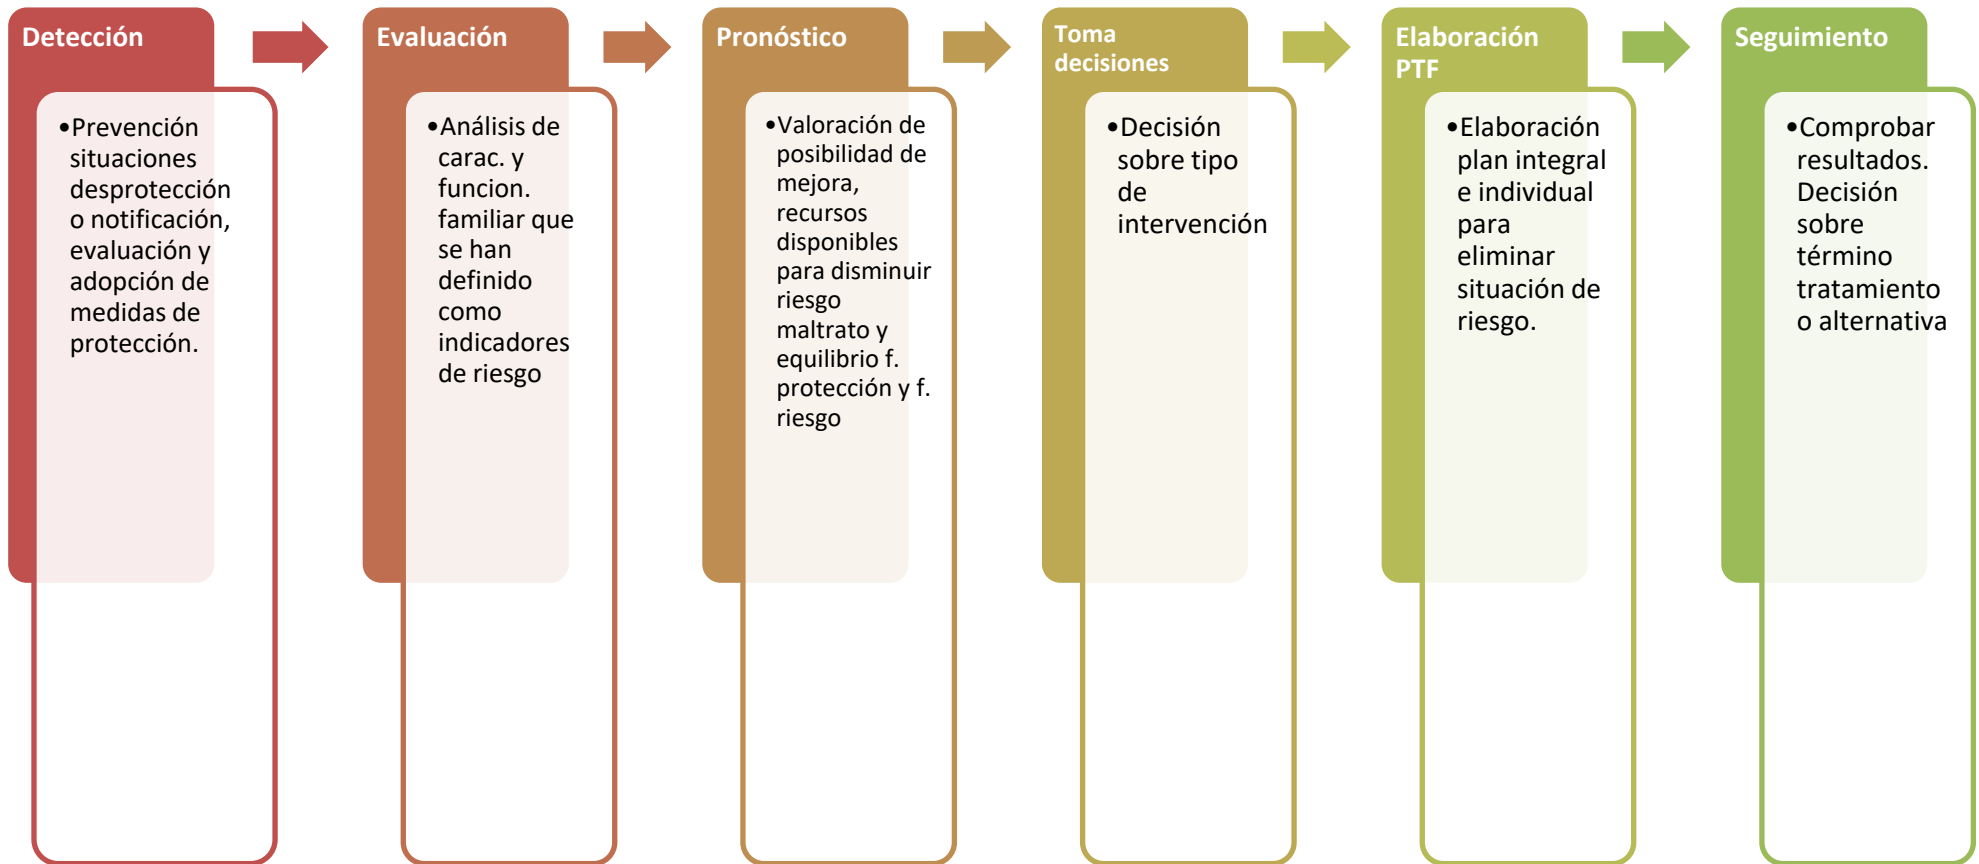 Detección
•Prevención
situaciones
desprotección
o notificación,
evaluación y
adopción de
medidas de
protección.
Evaluación
•Análisis de
carac. y
funcion.
familiar que
se han
definido
como
indicadores
de riesgo
Pronóstico
•Valoración de
posibilidad de
mejora,
recursos
disponibles
para disminuir
riesgo
maltrato y
equilibrio f.
protección y f.
riesgo
Toma
decisiones
•Decisión
sobre tipo
de
intervención
Elaboración
PTF
•Elaboración
plan integral
e individual
para
eliminar
situación de
riesgo.
Seguimiento
•Comprobar
resultados.
Decisión
sobre
término
tratamiento
o alternativa